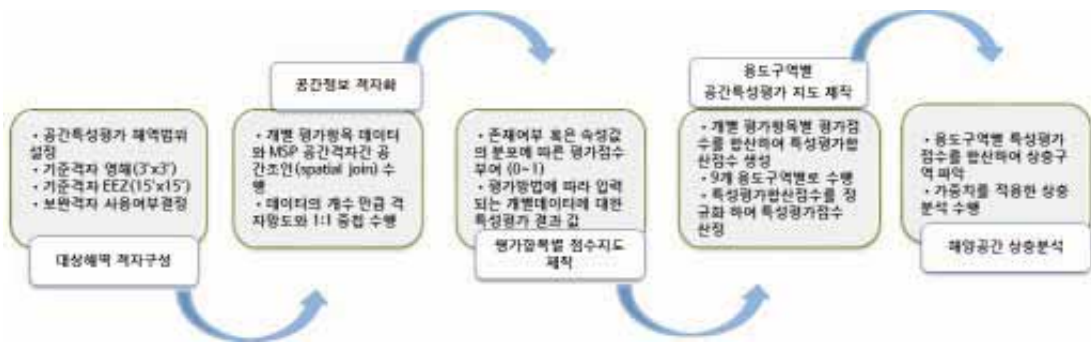 공간정보 격자화
용도구역별
공간특성평가 지도 제작
• 공간특성평가 해역범위
설정
• 기준격자 영해(3'x3')
• 기준격자 EEZ(15'x15')
• 보완격자 사용여부결정
대상해역 격자구성
• 개별 평가항목 데이터
와 MSP 공간격자간 공
간조인(spatial join) 수
행
• 데이터의 개수 만큼 격
자망도와 1:1 중첩 수행
• 존재여부 혹은 속성값
의 분포에 따른 평가점수
부여 (0~1)
• 평가방법에 따라 입력
되는 개별데이터에 대한
특성평가 결과 값
평가항목별 점수지도
제작
• 개별 평가항목별 평가점
수를 합산하여 특성평가합
산점수 생성
• 9개 용도구역별로 수행
• 특성평가합산점수를 정
규화 하여 특성평가점수
산정
• 용도구역별 특성평가
점수를 합산하여 상충구
역 파악
• 가중치를 적용한 상충
분석 수행
해양공간 상충분석